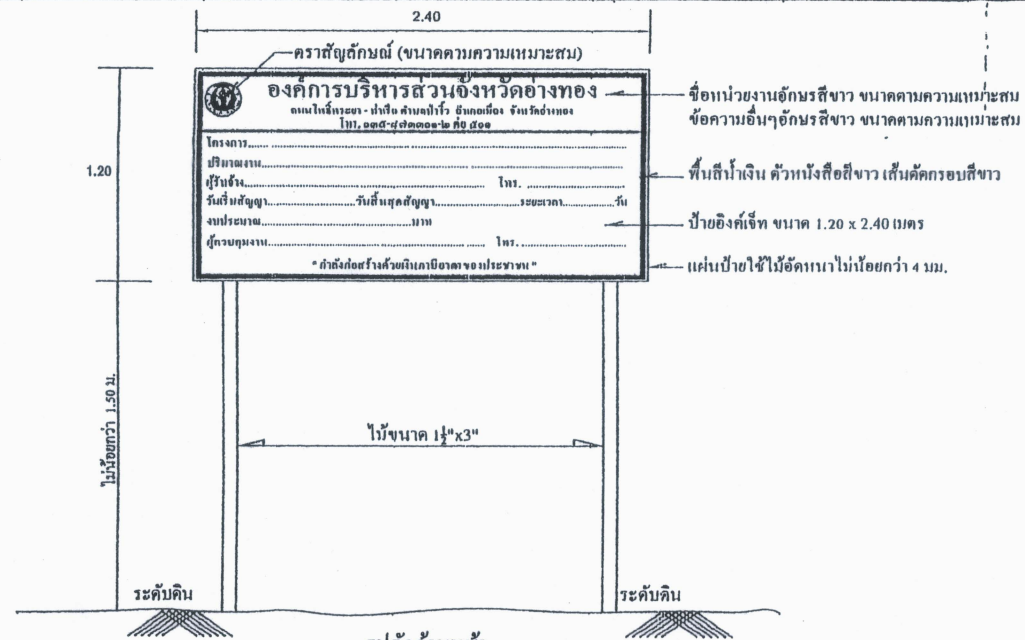 2.40
ตราสัญลักษณ์ (ขนาดตามความเหมาะสม)
องค์การบริหารส่วนจังหวัดอ่างทอง
ชื่อหน่วยงานอักษรสีขาว ขนาดตามความเหมาะสม
ข้อความอื่นๆอักษรสีขาว ขนาดตามความเหมาะสม
โครงการ
ปริมาณงาน
ผู้รับจ้าง โทร.
วันเริ่มสัญญา วันสิ้นสุดสัญญา ระยะเวลา วัน
งบประมาณ บาท
ผู้ควบคุมงาน โทร.
"กำลังก่อสร้างด้วยเงินภาษีอากรของประชาชน"
1.20
พื้นสีน้ำเงิน ตัวหนังสือสีขาว เส้นตัดกรอบสีขาว
ป้ายอิงค์เจ็ท ขนาด 1.20 x 2.40 เมตร
แผ่นป้ายใช้ไม้อัดหนาไม่น้อยกว่า 4 มม.
ไม่น้อยกว่า 1.50 ม.
ไม้ขนาด 1½"x3"
ระดับดิน
ระดับดิน